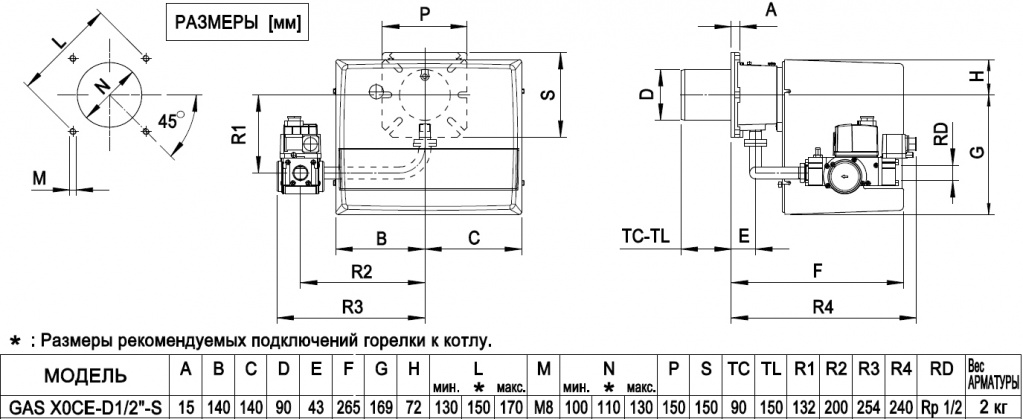 РАЗМЕРЫ [мм]
L
N
45°
M
P
S
R1
B
C
R2
R3
A
D
H
G
RD
TC-TL
E
F
R4
* : Размеры рекомендуемых подключений горелки к котлу.
МОДЕЛЬ A B C D E F G H L мин. * макс. M N мин. * макс. P S TC TL R1 R2 R3 R4 RD Вес АРМАТУРЫ
GAS X0CE-D1/2"-S 15 140 140 90 43 265 169 72 130 150 170 M8 100 110 130 150 150 90 150 132 200 254 240 Rp 1/2 2 кг